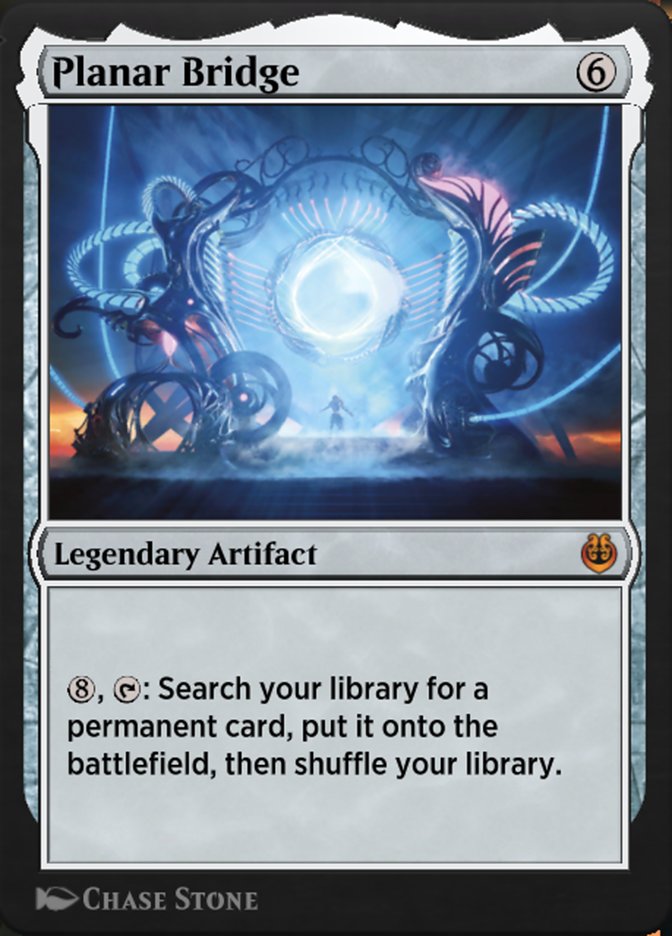 Planar Bridge 6
Legendary Artifact
8, : Search your library for a
permanent card, put it onto the
battlefield, then shuffle your library.
CHASE STONE